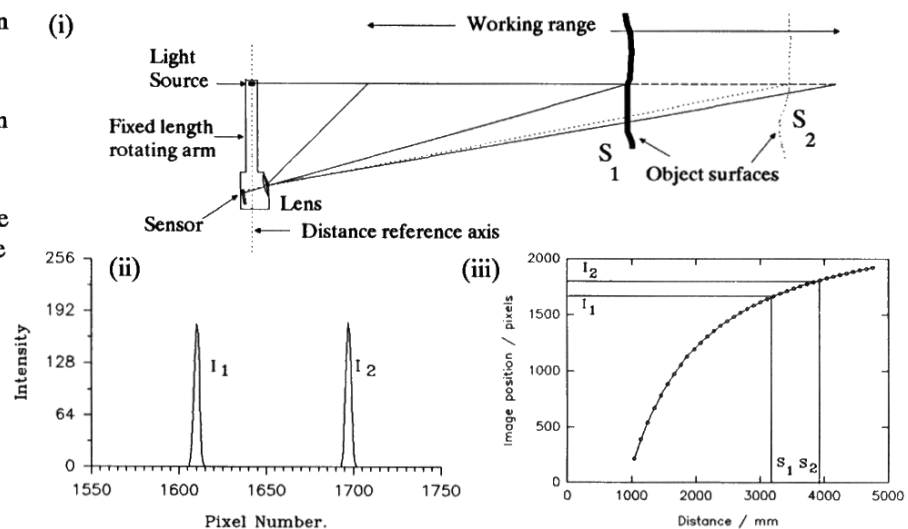 n
n
e
e
(i)
Working range
Light
Source
Fixed length
rotating arm
Sensor
Lens
Distance reference axis
S
1
S
2
Object surfaces
(ii)
256
192
128
64
0
Intensity
I1
I2
1550
1600
1650
1700
1750
Pixel Number.
(iii)
2000
1500
1000
500
0
Image position / pixels
I2
I1
S1 S2
0
1000
2000
3000
4000
5000
Distance / mm